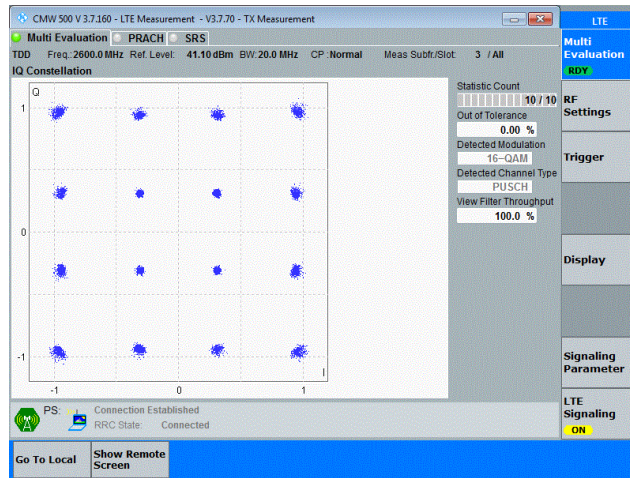 CMW 500 V 3.7.160 - LTE Measurement - V3.7.70 - TX Measurement
LTE
Multi Evaluation PRACH SRS
Multi
Evaluation
RDY
TDD Freq.:2600.0 MHz Ref. Level: 41.10 dBm BW:20.0 MHz CP :Normal Meas Subfr./Slot: 3 / All
IQ Constellation
Q
1
0
-1
-1 0 1
I
Statistic Count
10 / 10
Out of Tolerance
0.00 %
Detected Modulation
16-QAM
Detected Channel Type
PUSCH
View Filter Throughput
100.0 %
RF
Settings
Trigger
Display
Signaling
Parameter
LTE
Signaling
ON
PS: Connection Established
RRC State: Connected
Go To Local
Show Remote
Screen